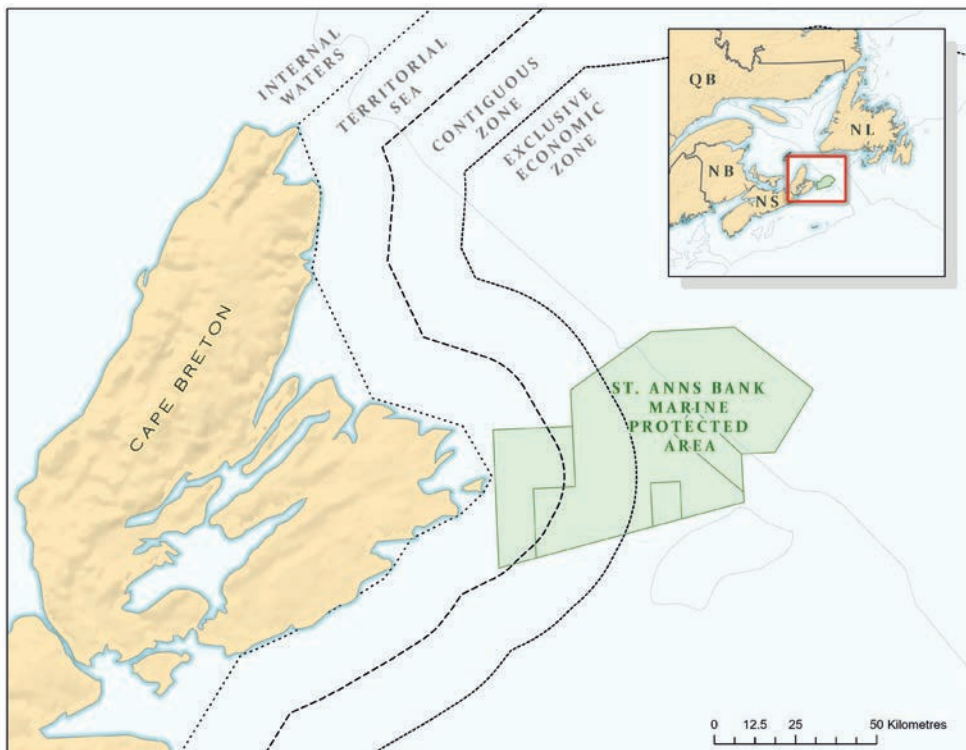 INTERNAL
WATERS
TERRITORIAL
SEA
CONTIGUOUS
ZONE
EXCLUSIVE
ECONOMIC
ZONE
QB
NL
NB
NS
CAPE BRETON
ST. ANNS BANK
MARINE
PROTECTED
AREA
0 12.5 25 50 Kilometres